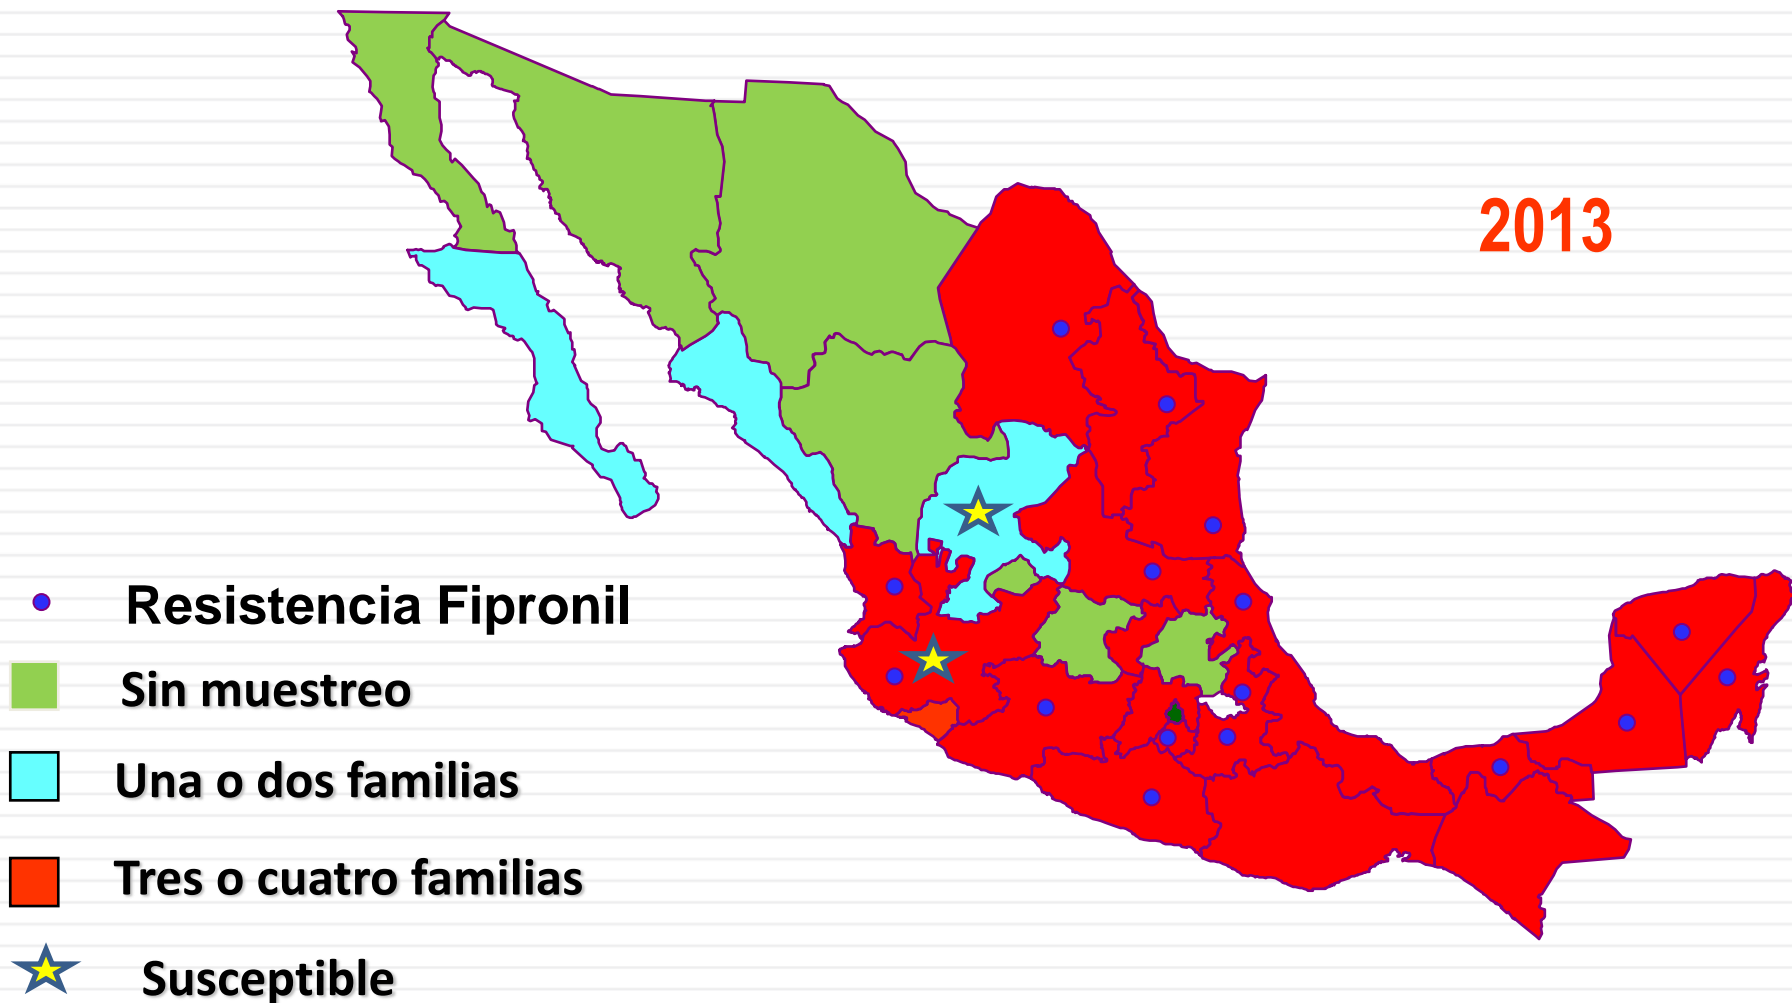 2013
Resistencia Fipronil
Sin muestreo
Una o dos familias
Tres o cuatro familias
Susceptible